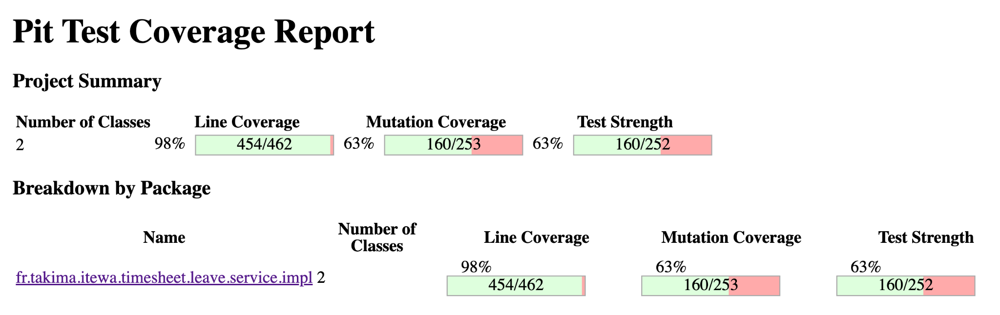 Pit Test Coverage Report
Project Summary
Number of Classes Line Coverage Mutation Coverage Test Strength
2 98% 454/462 63% 160/253 63% 160/252
Breakdown by Package
Name Number of Classes Line Coverage Mutation Coverage Test Strength
fr.takima.itewa.timesheet.leave.service.impl 2 98% 454/462 63% 160/253 63% 160/252